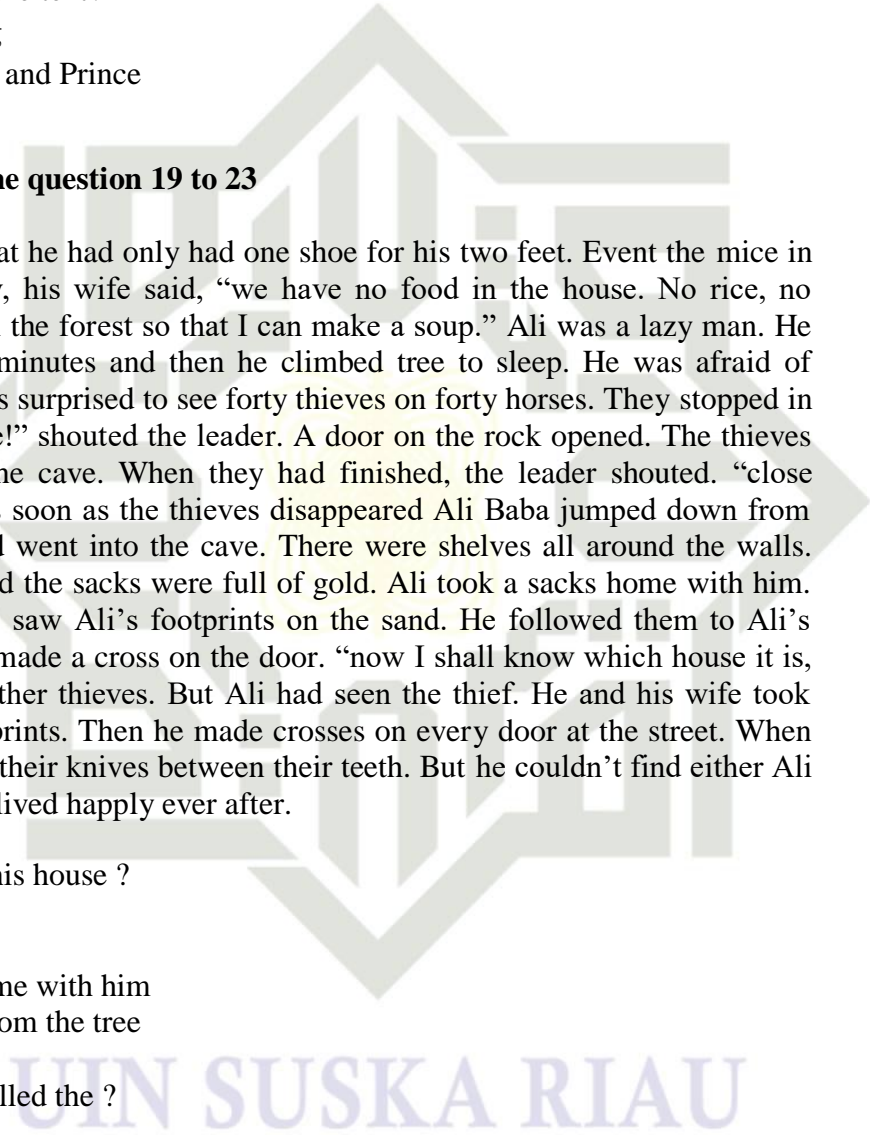 and Prince
ne question 19 to 23
at he had only had one shoe for his two feet. Event the mice in
, his wife said, “we have no food in the house. No rice, no
the forest so that I can make a soup.” Ali was a lazy man. He
minutes and then he climbed tree to sleep. He was afraid of
s surprised to see forty thieves on forty horses. They stopped in
e!” shouted the leader. A door on the rock opened. The thieves
he cave. When they had finished, the leader shouted. “close
s soon as the thieves disappeared Ali Baba jumped down from
d went into the cave. There were shelves all around the walls.
d the sacks were full of gold. Ali took a sacks home with him.
saw Ali’s footprints on the sand. He followed them to Ali’s
made a cross on the door. “now I shall know which house it is,
ther thieves. But Ali had seen the thief. He and his wife took
prints. Then he made crosses on every door at the street. When
their knives between their teeth. But he couldn’t find either Ali
lived happily ever after.
his house ?
me with him
om the tree
lled the ?
UIN SUSKA RIAU